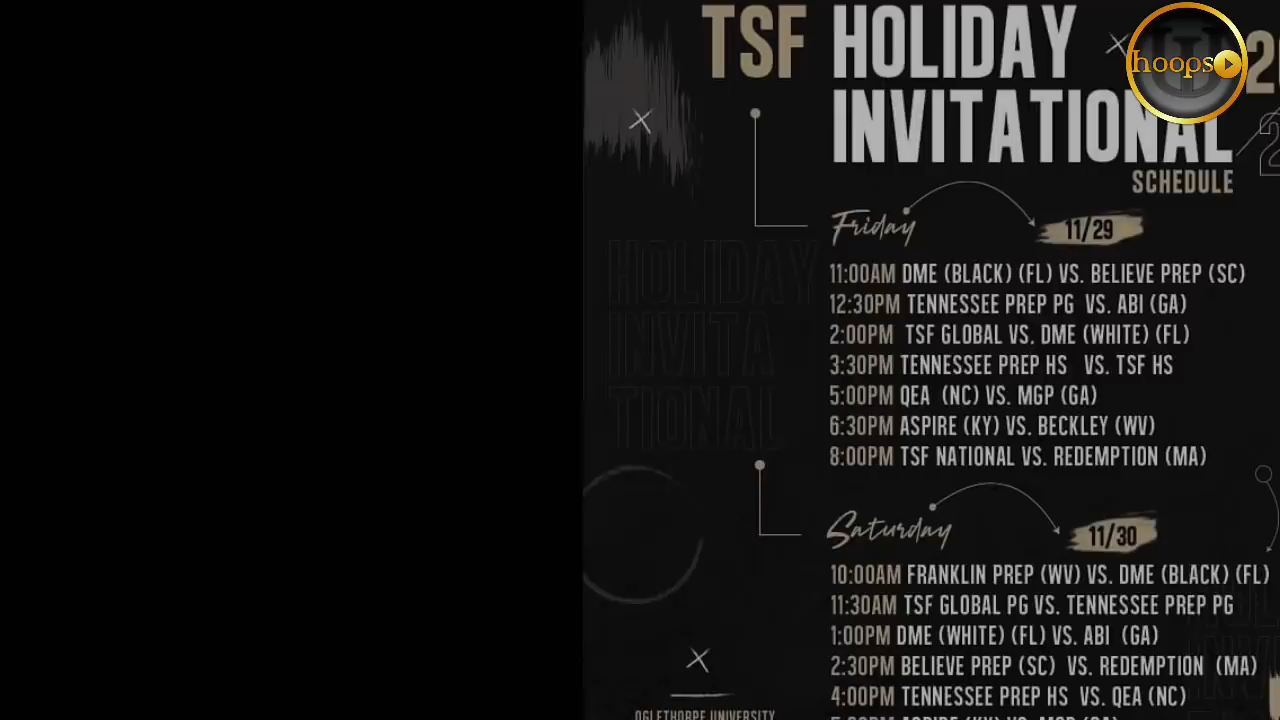 TSF HOLIDAY
INVITATIONAL
SCHEDULE
hoops
HOLIDAY
INVITA
TIONAL
Friday 11/29
11:00AM DME (BLACK) (FL) VS. BELIEVE PREP (SC)
12:30PM TENNESSEE PREP PG VS. ABI (GA)
2:00PM TSF GLOBAL VS. DME (WHITE) (FL)
3:30PM TENNESSEE PREP HS VS. TSF HS
5:00PM QEA (NC) VS. MGP (GA)
6:30PM ASPIRE (KY) VS. BECKLEY (WV)
8:00PM TSF NATIONAL VS. REDEMPTION (MA)
Saturday 11/30
10:00AM FRANKLIN PREP (WV) VS. DME (BLACK) (FL)
11:30AM TSF GLOBAL PG VS. TENNESSEE PREP PG
1:00PM DME (WHITE) (FL) VS. ABI (GA)
2:30PM BELIEVE PREP (SC) VS. REDEMPTION (MA)
4:00PM TENNESSEE PREP HS VS. QEA (NC)
OGLETHORPE UNIVERSITY